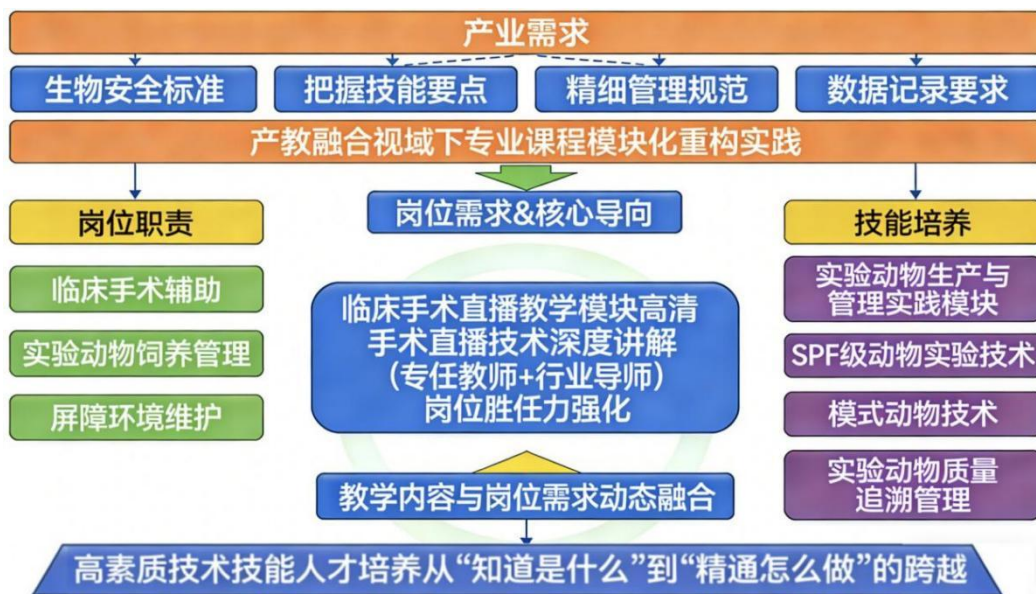 产业需求
生物安全标准
把握技能要点
精细管理规范
数据记录要求
产教融合视域下专业课程模块化重构实践
岗位职责
岗位需求&核心导向
技能培养
临床手术辅助
实验动物饲养管理
屏障环境维护
临床手术直播教学模块高清
手术直播技术深度讲解
（专任教师+行业导师）
岗位胜任力强化
实验动物生产与
管理实践模块
SPF级动物实验技术
模式动物技术
实验动物质量
追溯管理
教学内容与岗位需求动态融合
高素质技术技能人才培养从“知道是什么”到“精通怎么做”的跨越